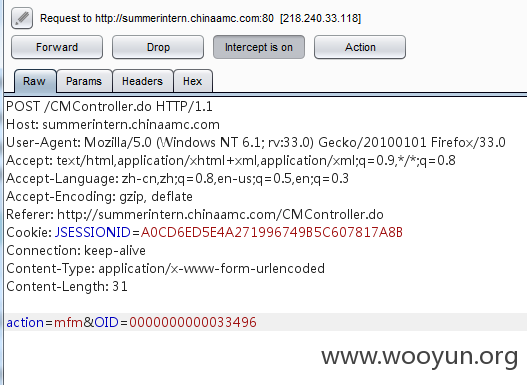 Request to http://summerintern.chinaamc.com:80 [218.240.33.118]
Forward Drop Intercept is on Action
Raw Params Headers Hex
POST /CMController.do HTTP/1.1
Host: summerintern.chinaamc.com
User-Agent: Mozilla/5.0 (Windows NT 6.1; rv:33.0) Gecko/20100101 Firefox/33.0
Accept: text/html,application/xhtml+xml,application/xml;q=0.9,*/*;q=0.8
Accept-Language: zh-cn,zh;q=0.8,en-us;q=0.5,en;q=0.3
Accept-Encoding: gzip, deflate
Referer: http://summerintern.chinaamc.com/CMController.do
Cookie: JSESSIONID=A0CD6ED5E4A271996749B5C607817A8B
Connection: keep-alive
Content-Type: application/x-www-form-urlencoded
Content-Length: 31
action=mfm&OID=0000000000033496
www.wooyun.org